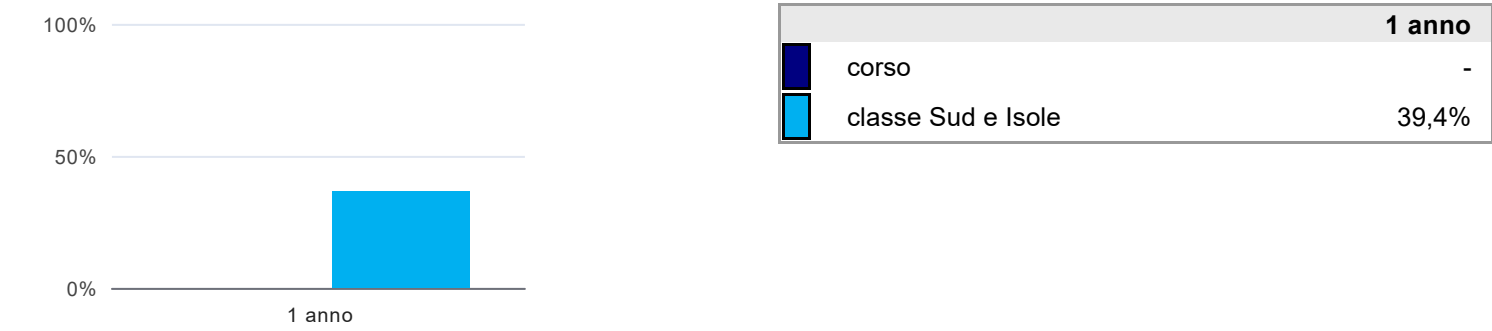 100%
50%
0%
1 anno
1 anno
corso -
classe Sud e Isole 39,4%